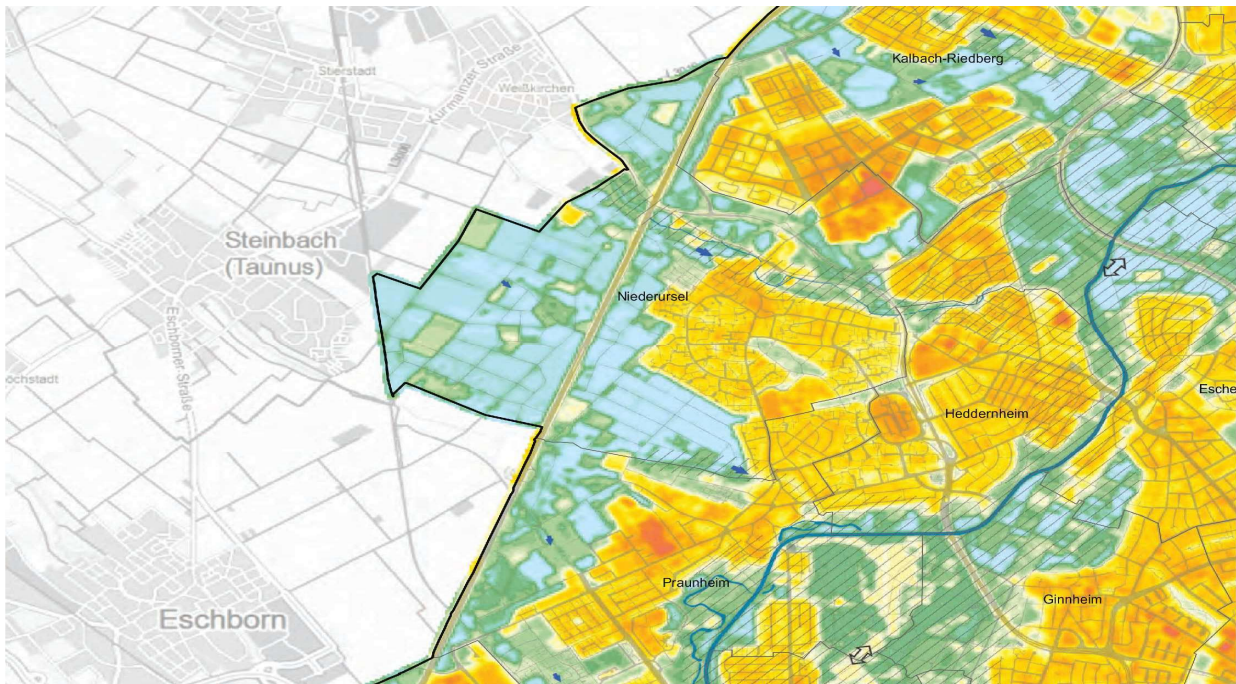 Kalbach-Riedberg
Stierstadt
Weißkirchen
Kurmainzer Straße
Steinbach
(Taunus)
Niederursel
Eschborner-Straße
Heddernheim
Esche
Praunheim
Ginnheim
Eschborn